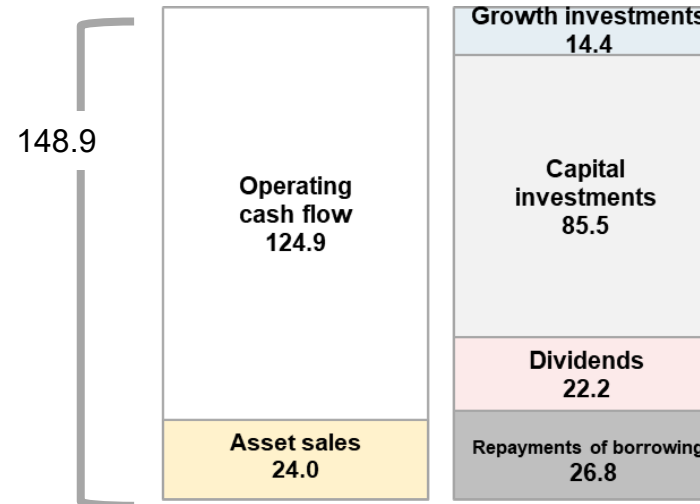 148.9
Operating
cash flow
124.9
Asset sales
24.0
Growth investments
14.4
Capital
investments
85.5
Dividends
22.2
Repayments of borrowing
26.8